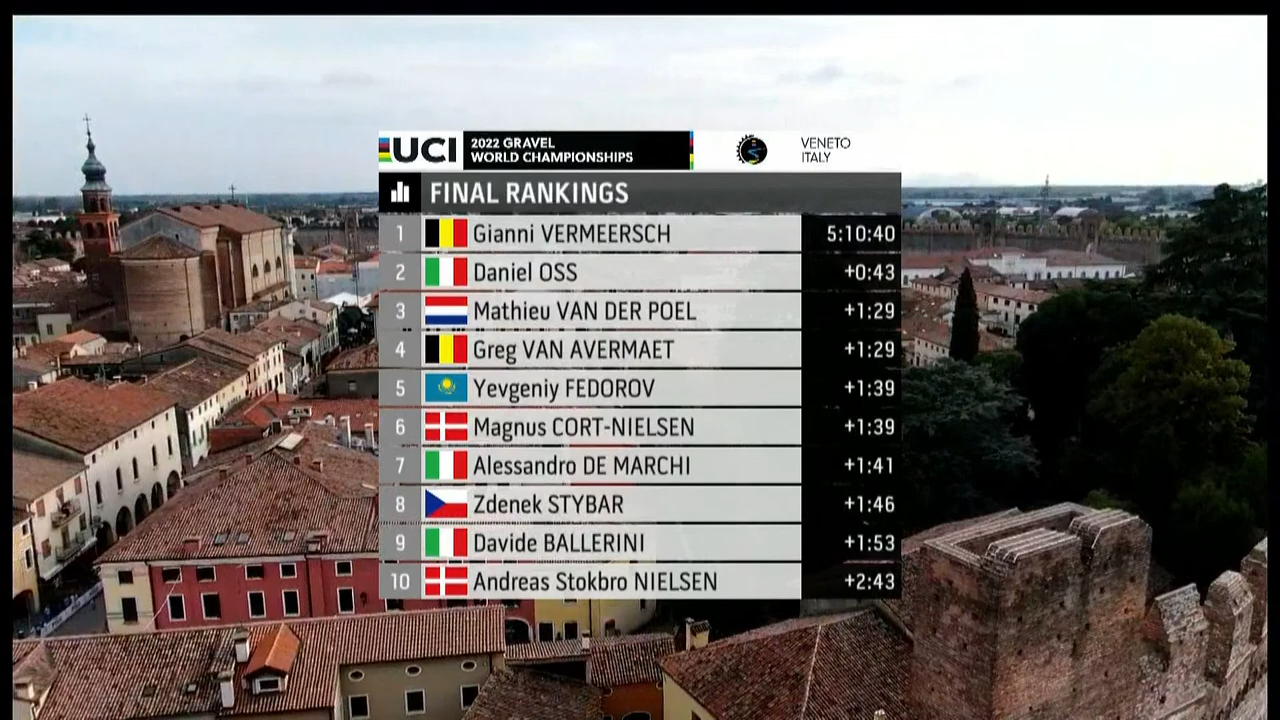 UCI 2022 GRAVEL WORLD CHAMPIONSHIPS VENETO ITALY
FINAL RANKINGS
1 Gianni VERMEERSCH 5:10:40
2 Daniel OSS +0:43
3 Mathieu VAN DER POEL +1:29
4 Greg VAN AVERMAET +1:29
5 Yevgeniy FEDOROV +1:39
6 Magnus CORT-NIELSEN +1:39
7 Alessandro DE MARCHI +1:41
8 Zdenek STYBAR +1:46
9 Davide BALLERINI +1:53
10 Andreas Stokbro NIELSEN +2:43